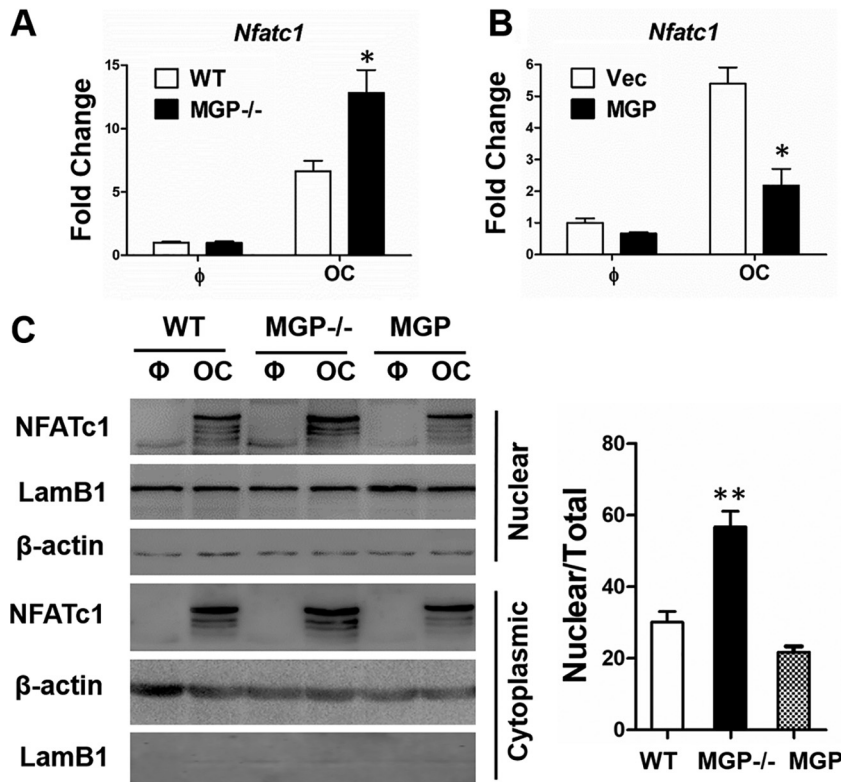 A
Nfatc1
WT
MGP-/-
*
Fold Change
15
10
5
0
ϕ
OC
B
Nfatc1
Vec
MGP
*
Fold Change
6
5
4
3
2
1
0
ϕ
OC
C
WT MGP-/- MGP
Φ OC Φ OC Φ OC
NFATc1
LamB1
β-actin
Nuclear
NFATc1
β-actin
LamB1
Cytoplasmic
Nuclear/Total
80
60
40
20
0
**
WT MGP-/- MGP